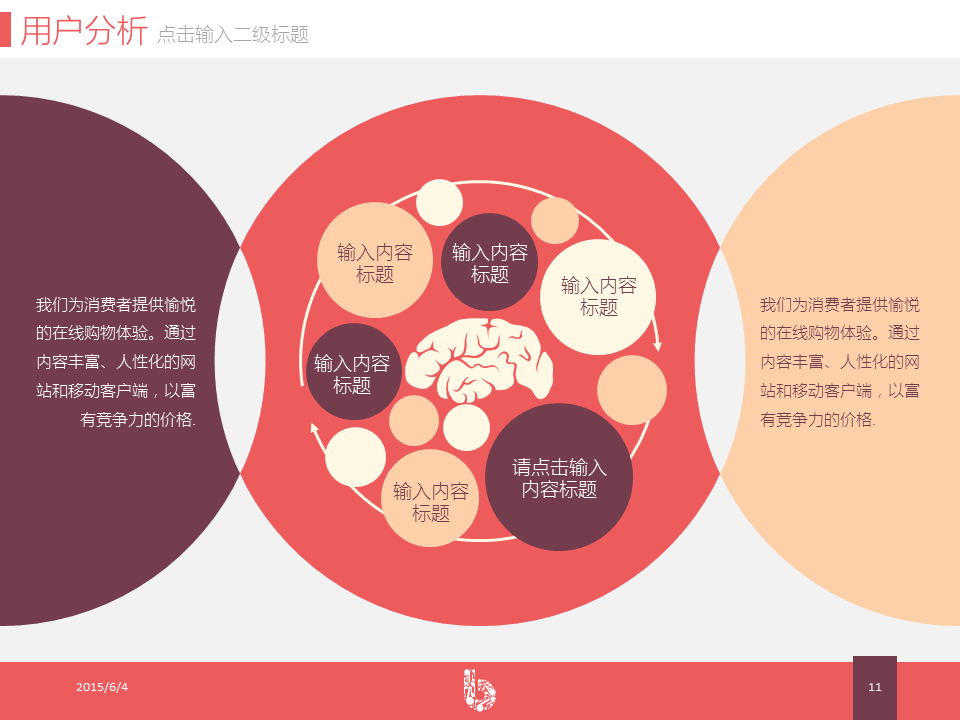 用户分析 点击输入二级标题
我们为消费者提供愉悦
的在线购物体验。通过
内容丰富、人性化的网
站和移动客户端，以富
有竞争力的价格.
输入内容
标题
输入内容
标题
输入内容
标题
输入内容
标题
请点击输入
内容标题
输入内容
标题
我们为消费者提供愉悦
的在线购物体验。通过
内容丰富、人性化的网
站和移动客户端，以富
有竞争力的价格.
2015/6/4
b
11